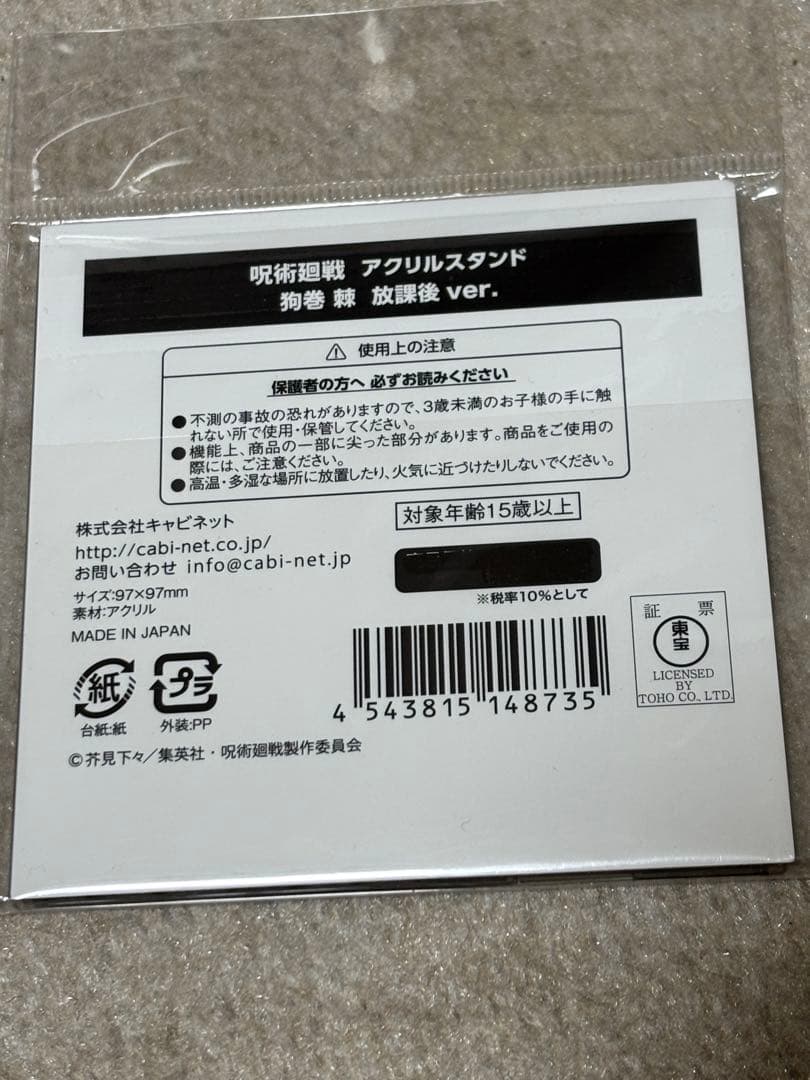 呪術廻戦 アクリルスタンド
狗巻 棘 放課後 ver.
⚠ 使用上の注意
保護者の方へ 必ずお読みください
●不測の事故の恐れがありますので、3歳未満のお子様の手に触
れない所で使用・保管してください。
●機能上、商品の一部に尖った部分があります。商品をご使用の
際には、ご注意ください。
●高温・多湿な場所に放置したり、火気に近づけたりしないでください。
株式会社キャビネット
http://cabi-net.co.jp/
お問い合わせ info@cabi-net.jp
サイズ:97×97mm
素材:アクリル
MADE IN JAPAN
対象年齢15歳以上
※税率10%として
紙
台紙:紙
プラ
外装:PP
4 543815 148735
証 票
東宝
LICENSED
BY
TOHO CO., LTD.
©芥見下々/集英社・呪術廻戦製作委員会